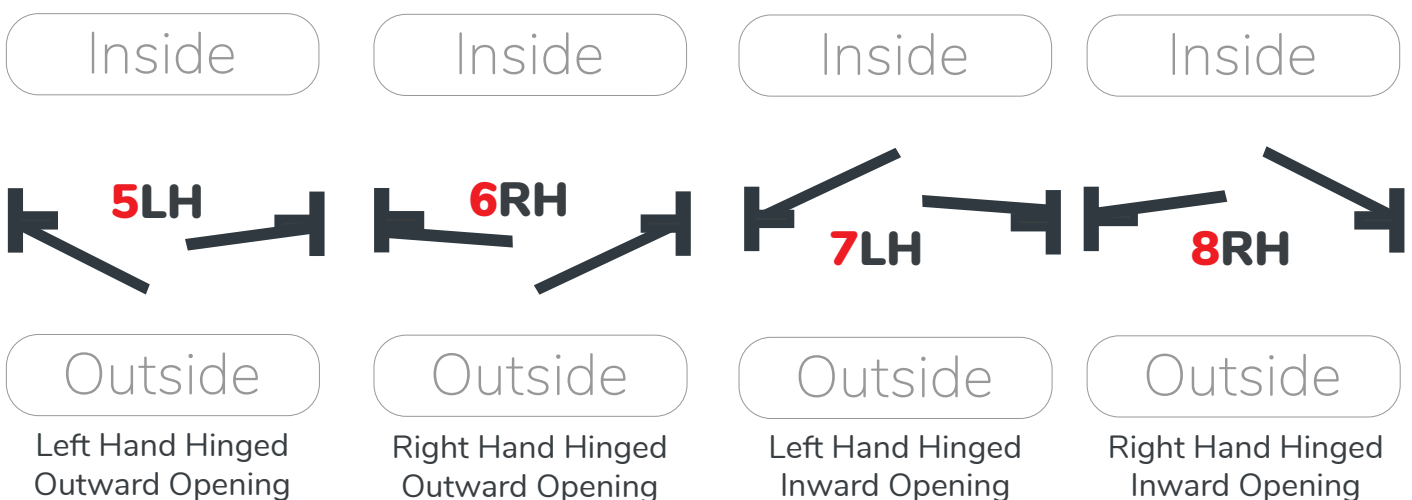 Inside
Inside
Inside
Inside
5LH
6RH
7LH
8RH
Outside
Outside
Outside
Outside
Left Hand Hinged
Outward Opening
Right Hand Hinged
Outward Opening
Left Hand Hinged
Inward Opening
Right Hand Hinged
Inward Opening